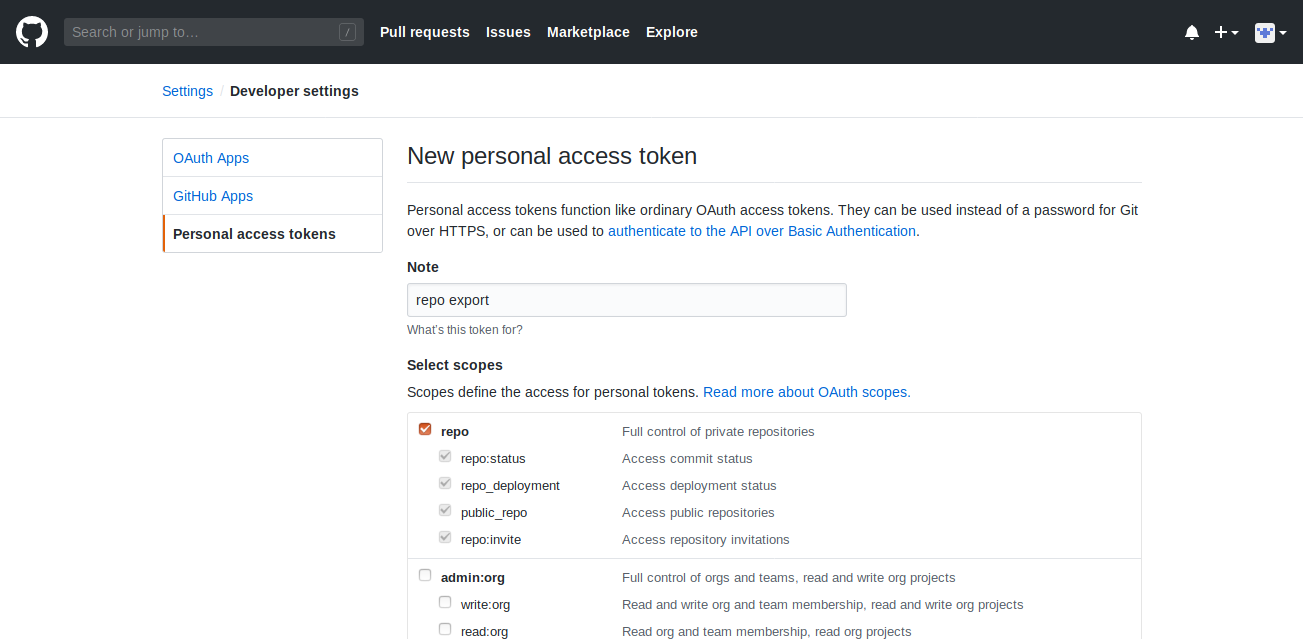 Search or jump to… /
Pull requests Issues Marketplace Explore
Settings / Developer settings
OAuth Apps
GitHub Apps
Personal access tokens
New personal access token
Personal access tokens function like ordinary OAuth access tokens. They can be used instead of a password for Git
over HTTPS, or can be used to authenticate to the API over Basic Authentication.
Note
repo export
What's this token for?
Select scopes
Scopes define the access for personal tokens. Read more about OAuth scopes.
repo Full control of private repositories
repo:status Access commit status
repo_deployment Access deployment status
public_repo Access public repositories
repo:invite Access repository invitations
admin:org Full control of orgs and teams, read and write org projects
write:org Read and write org and team membership, read and write org projects
read:org Read org and team membership, read org projects